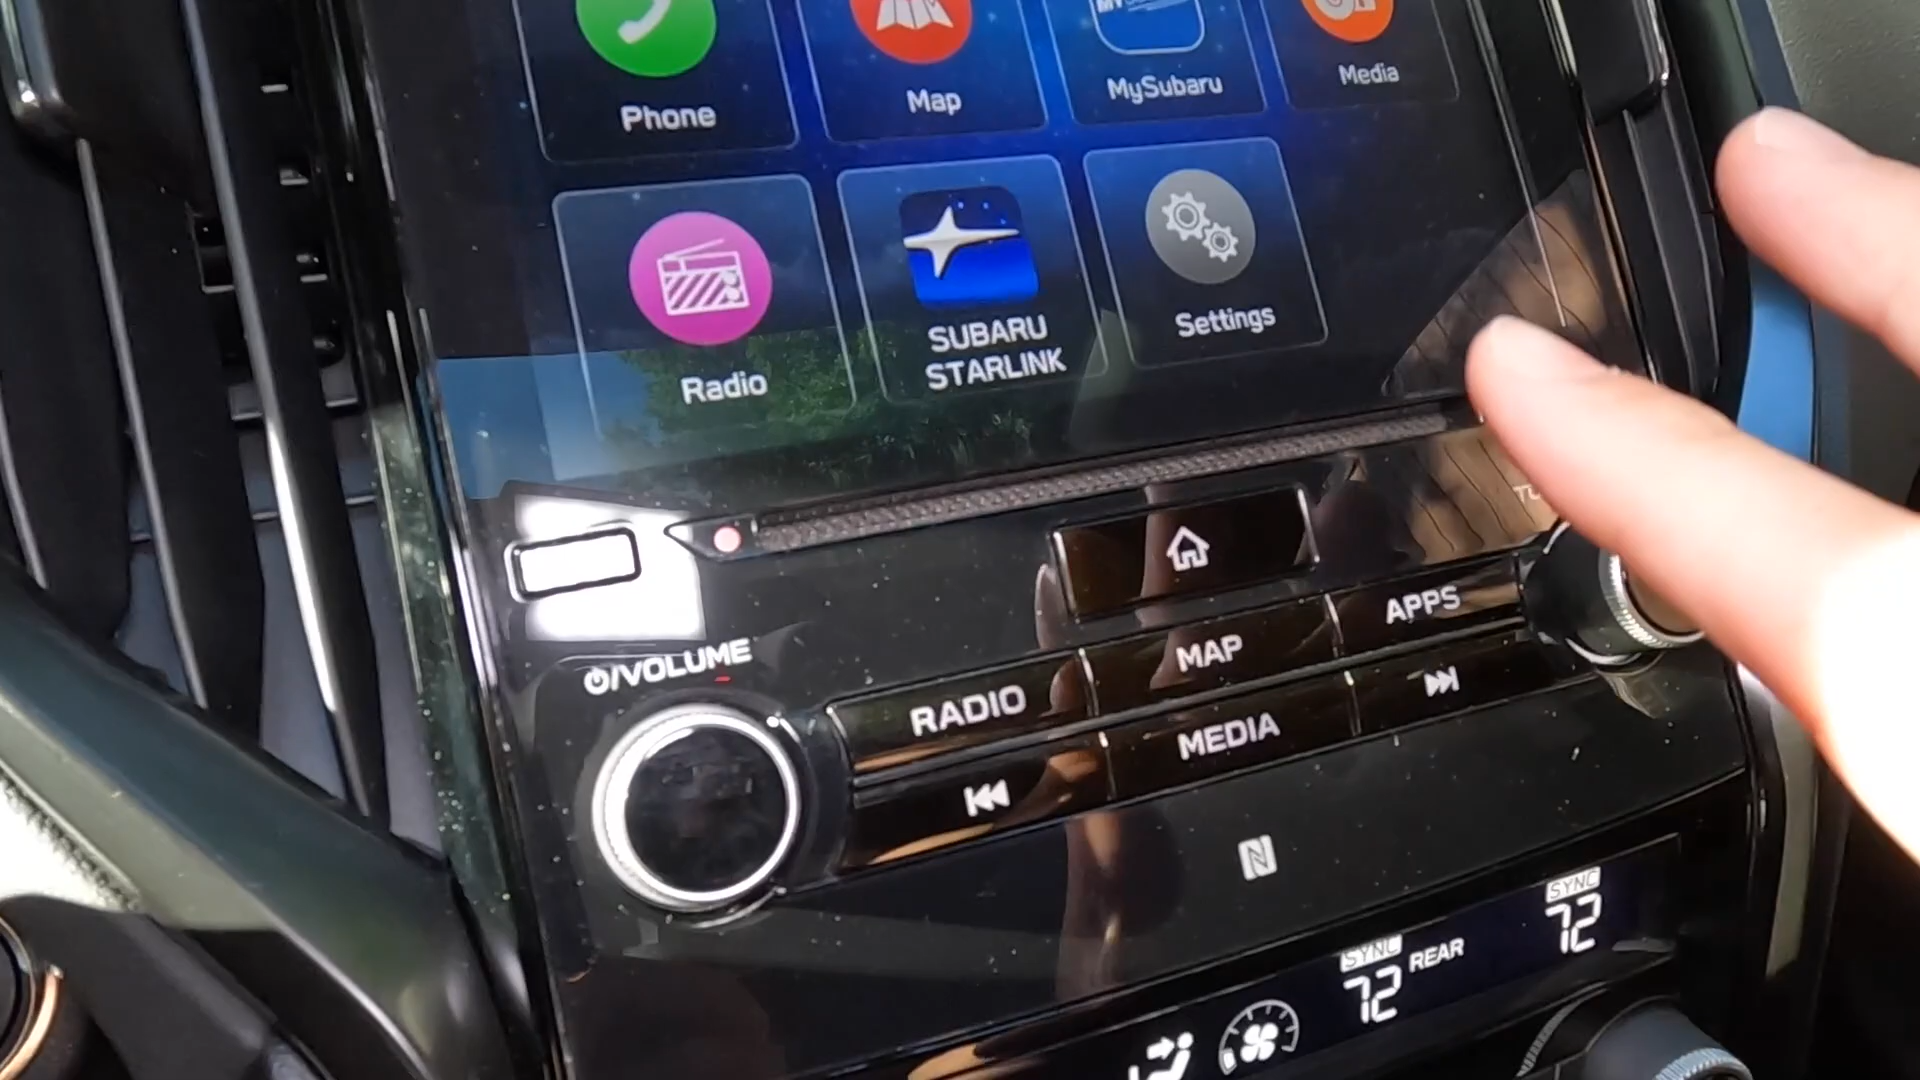 Phone
Map
MySubaru
Media
Radio
SUBARU
STARLINK
Settings
/VOLUME
RADIO
MAP
APPS
MEDIA
SYNC
72
REAR
SYNC
72